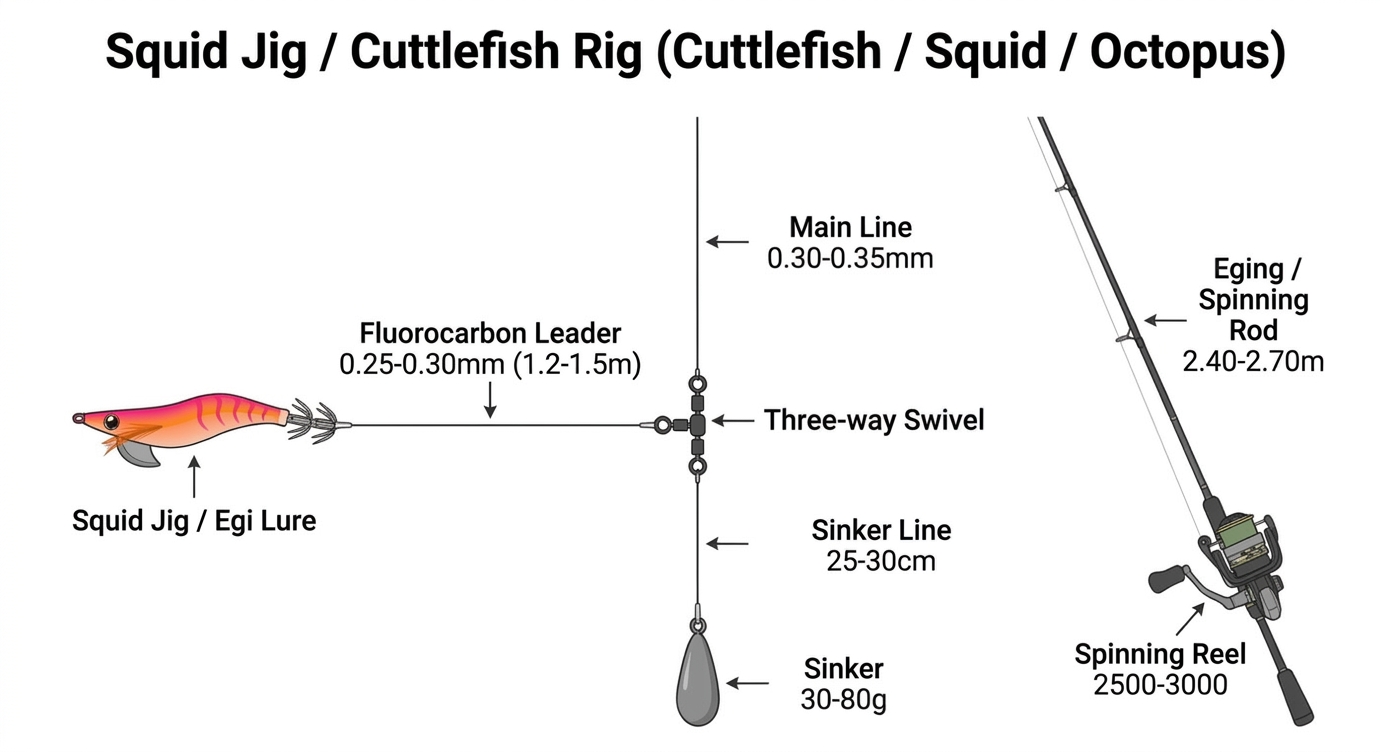 Squid Jig / Cuttlefish Rig (Cuttlefish / Squid / Octopus)
Main Line
0.30-0.35mm
Eging /
Spinning
Rod
2.40-2.70m
Fluorocarbon Leader
0.25-0.30mm (1.2-1.5m)
Three-way Swivel
Squid Jig / Egi Lure
Sinker Line
25-30cm
Spinning Reel
2500-3000
Sinker
30-80g